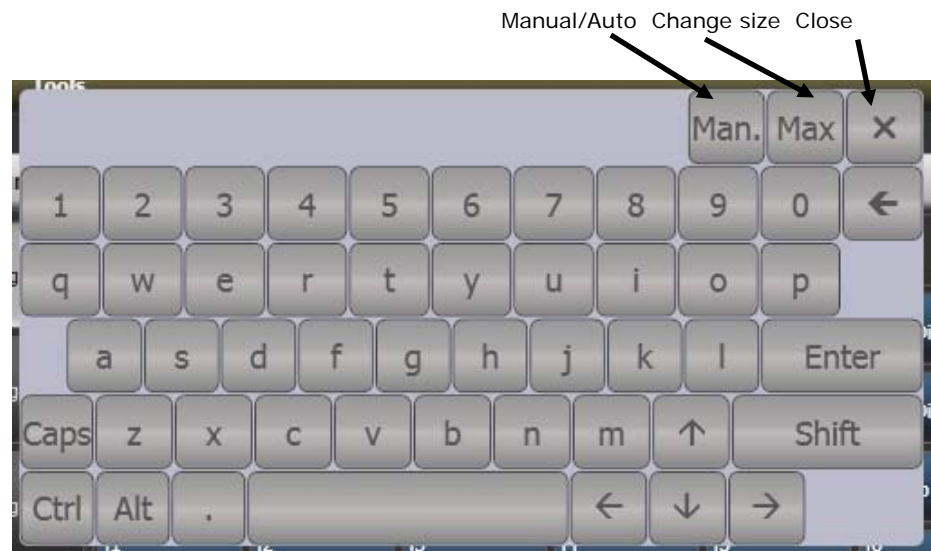 Manual/Auto Change size Close
Tools
Man. Max ×
1 2 3 4 5 6 7 8 9 0 ←
q w e r t y u i o p
a s d f g h j k l Enter
Caps z x c v b n m ↑ Shift
Ctrl Alt . ← ↓ →